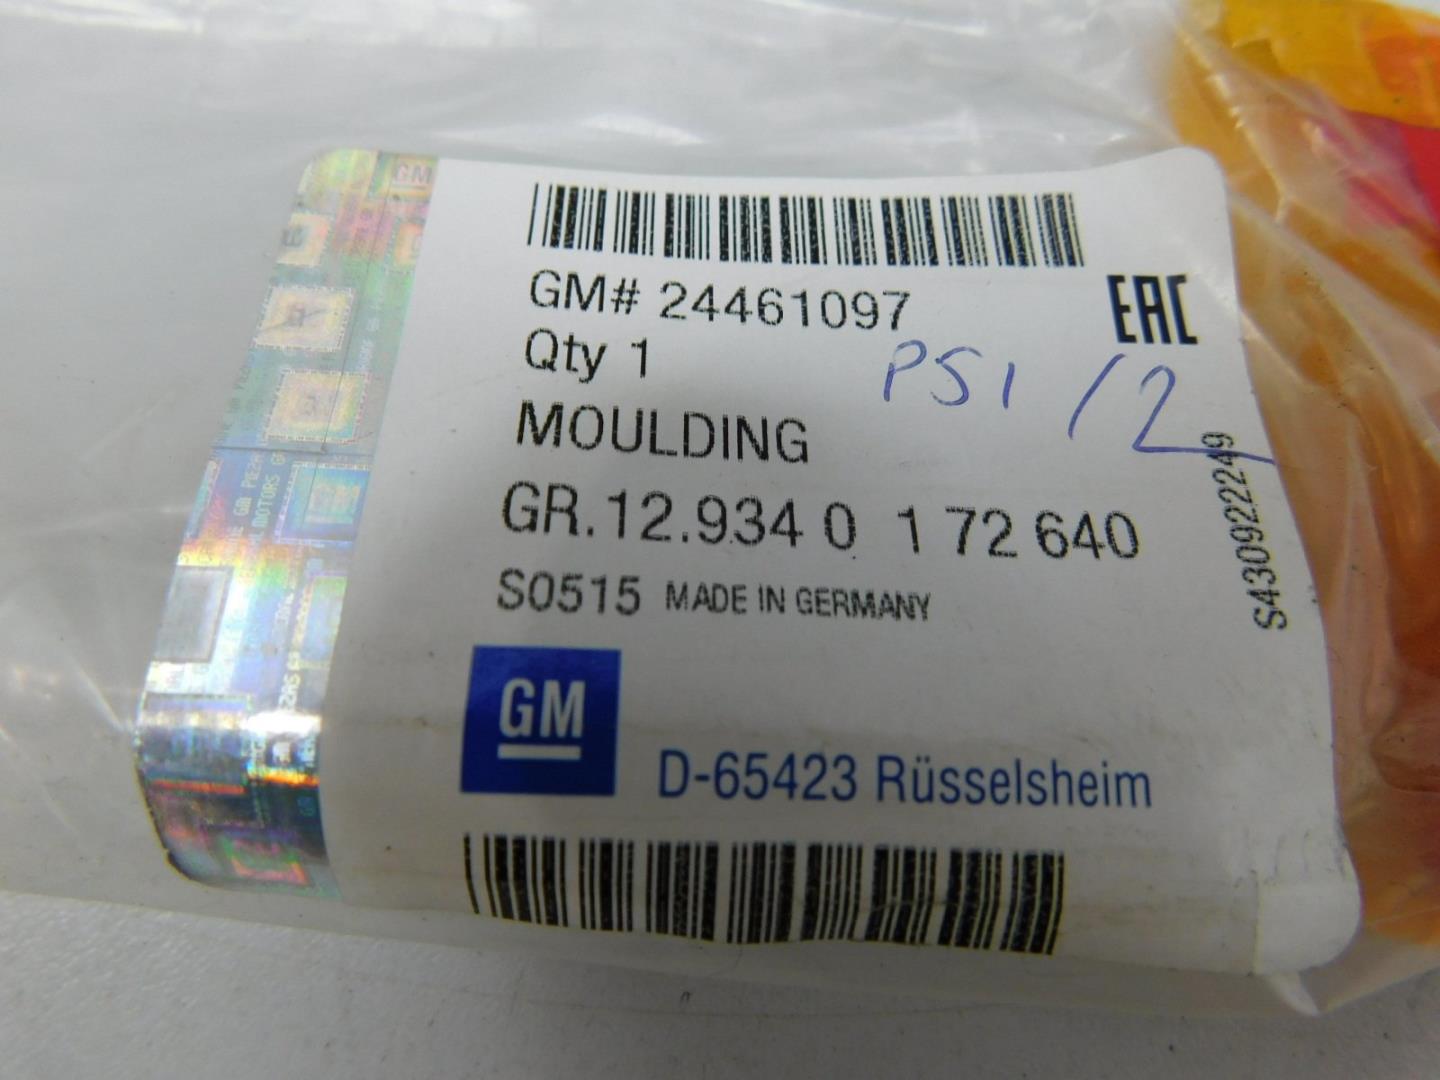 GM# 24461097
EAC
Qty 1
PS1 / 2
MOULDING
GR.12.934 0 1 72 640
S0515 MADE IN GERMANY
S430922249
GM
D-65423 Rüsselsheim
GM